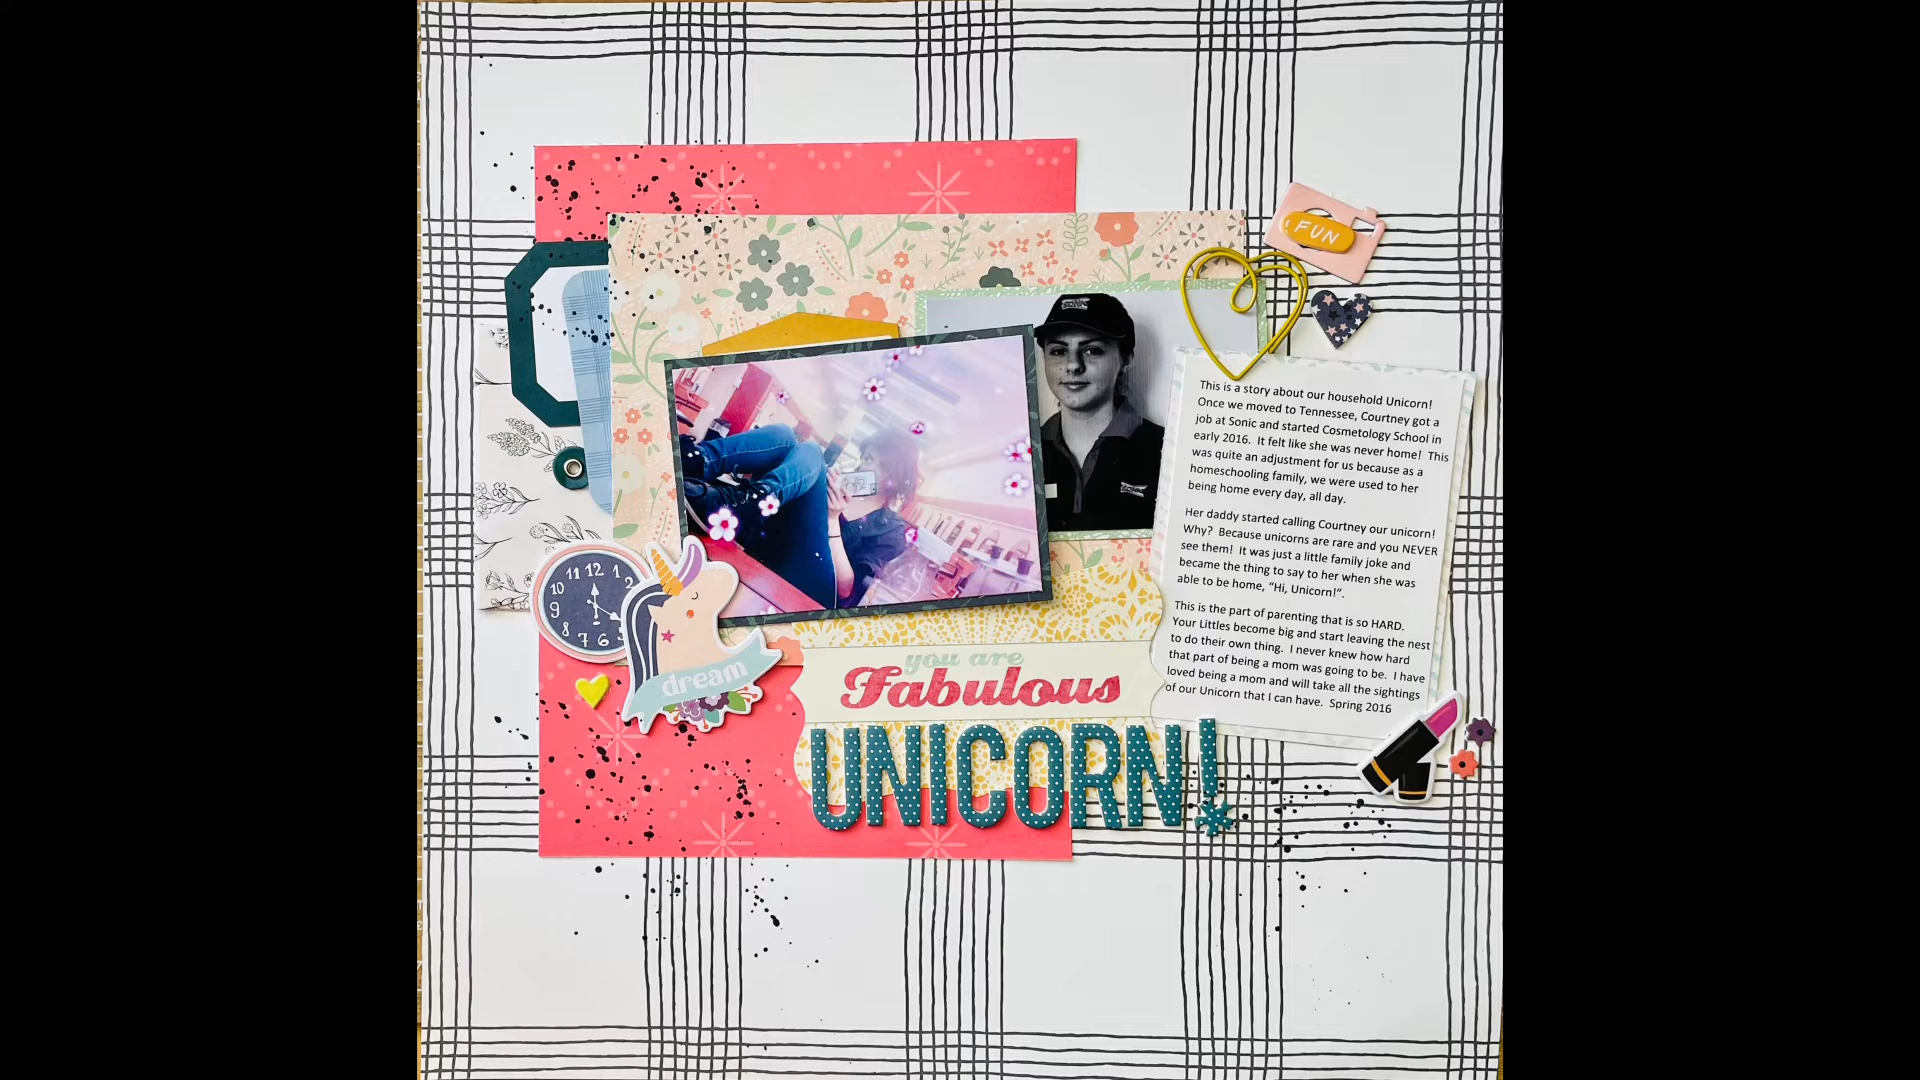 FUN
SONIC
This is a story about our household Unicorn!
Once we moved to Tennessee, Courtney got a
job at Sonic and started Cosmetology School in
early 2016. It felt like she was never home! This
was quite an adjustment for us because as a
homeschooling family, we were used to her
being home every day, all day.
Her daddy started calling Courtney our unicorn!
Why? Because unicorns are rare and you NEVER
see them! It was just a little family joke and
became the thing to say to her when she was
able to be home, “Hi, Unicorn!”.
This is the part of parenting that is so HARD.
Your Littles become big and start leaving the nest
to do their own thing. I never knew how hard
that part of being a mom was going to be. I have
loved being a mom and will take all the sightings
of our Unicorn that I can have. Spring 2016
SONIC
12 1 2 3 5 6 7 8 9 10 11
dream
you are
Fabulous
UNICORN!